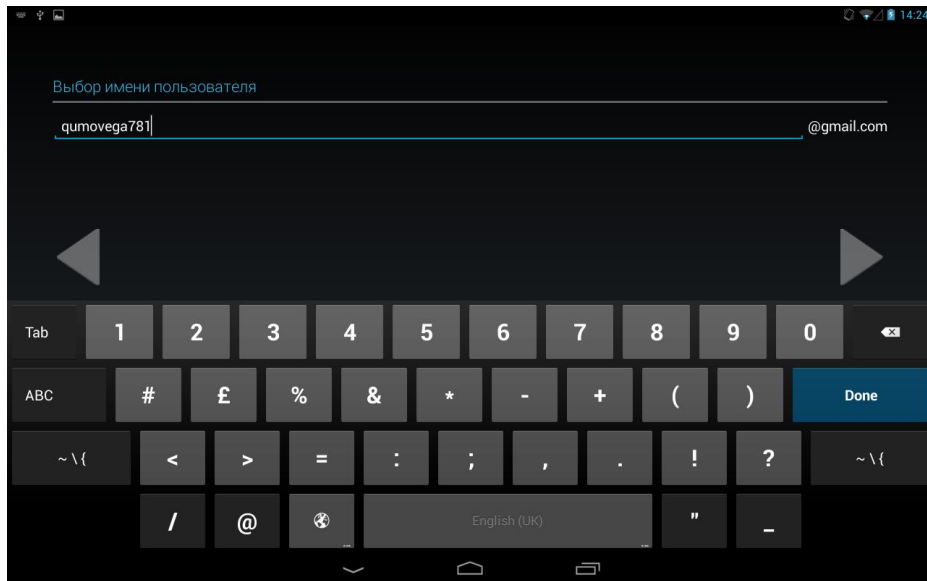 14:24
Выбор имени пользователя
qumovega781 @gmail.com
Tab 1 2 3 4 5 6 7 8 9 0
ABC # £ % & * - + ( ) Done
~ \ { < > = : ; , . ! ? ~ \ {
/ @ English (UK) " _